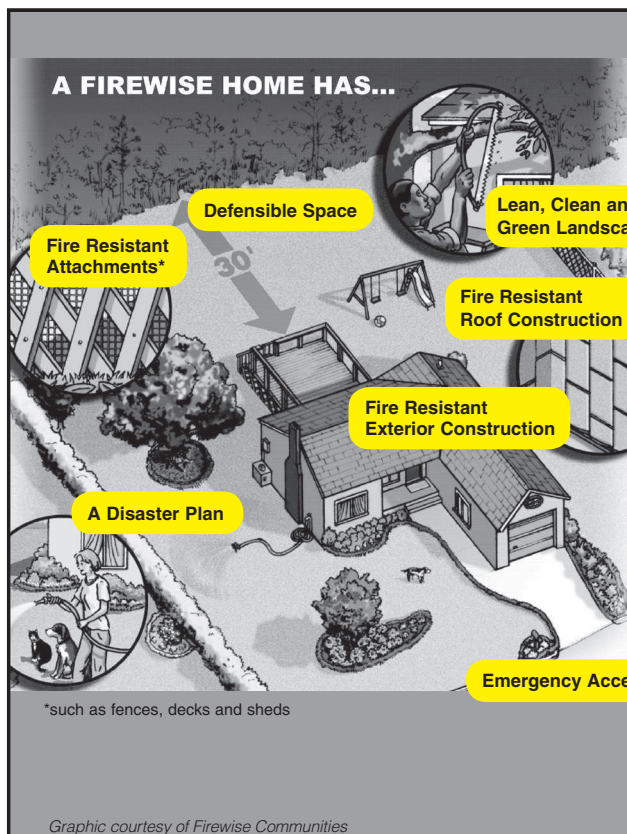 A FIREWISE HOME HAS...
Defensible Space
Lean, Clean an
Green Landsca
Fire Resistant
Attachments*
30'
Fire Resistant
Roof Construction
Fire Resistant
Exterior Construction
A Disaster Plan
Emergency Acce
*such as fences, decks and sheds
Graphic courtesy of Firewise Communities